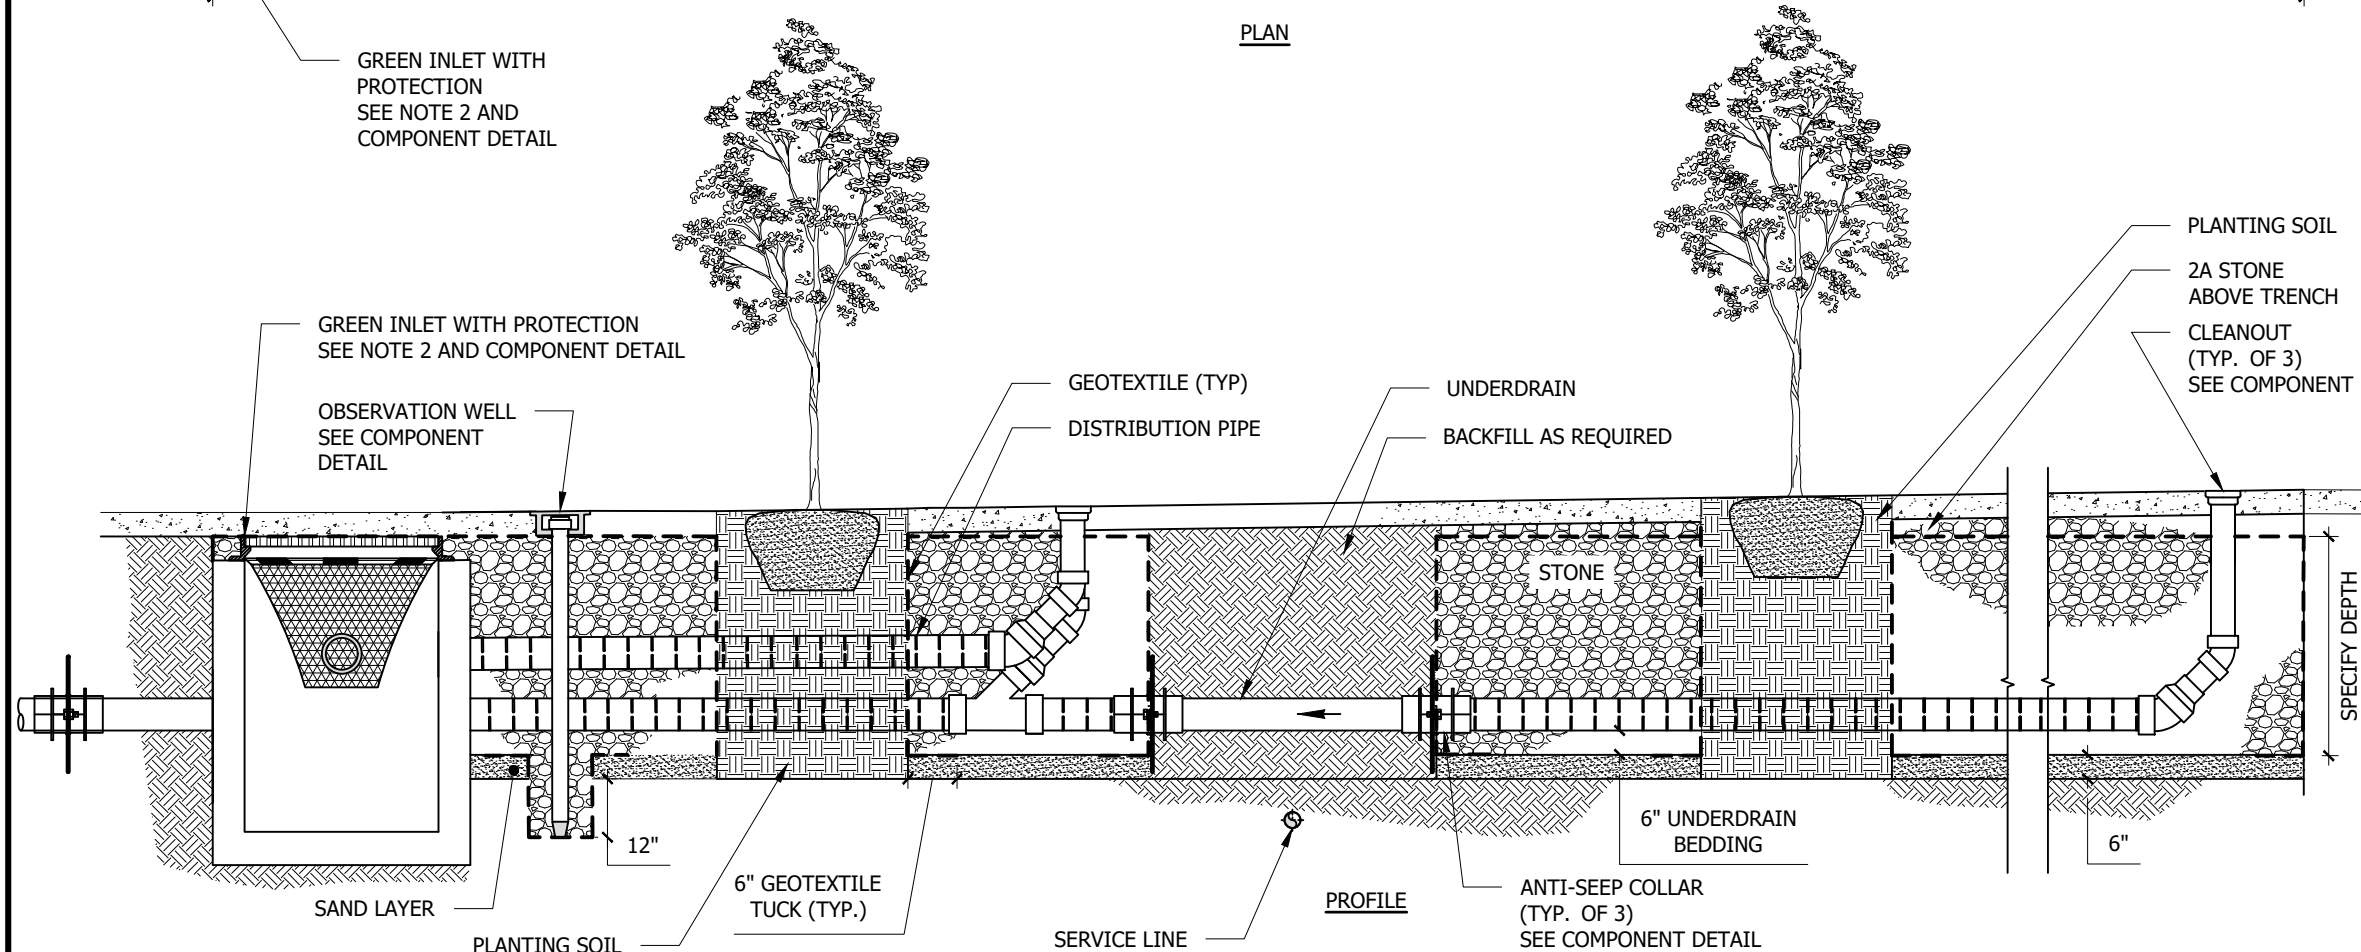 PLAN
GREEN INLET WITH
PROTECTION
SEE NOTE 2 AND
COMPONENT DETAIL
PLANTING SOIL
2A STONE
ABOVE TRENCH
CLEANOUT
(TYP. OF 3)
SEE COMPONENT
GREEN INLET WITH PROTECTION
SEE NOTE 2 AND COMPONENT DETAIL
OBSERVATION WELL
SEE COMPONENT
DETAIL
GEOTEXTILE (TYP)
DISTRIBUTION PIPE
UNDERDRAIN
BACKFILL AS REQUIRED
STONE
SPECIFY DEPTH
12"
6" UNDERDRAIN
BEDDING
6"
6" GEOTEXTILE
TUCK (TYP.)
SAND LAYER
PLANTING SOIL
PROFILE
SERVICE LINE
ANTI-SEEP COLLAR
(TYP. OF 3)
SEE COMPONENT DETAIL